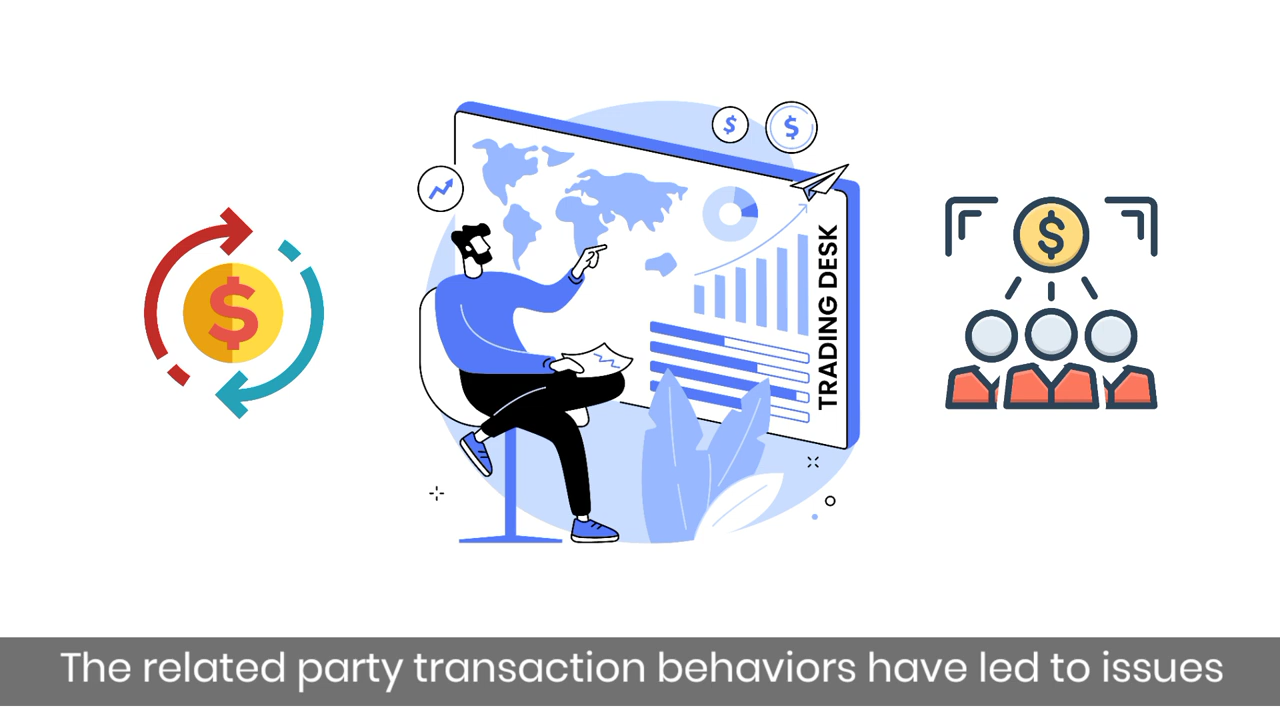 $
$
$
TRADING DESK
$
The related party transaction behaviors have led to issues